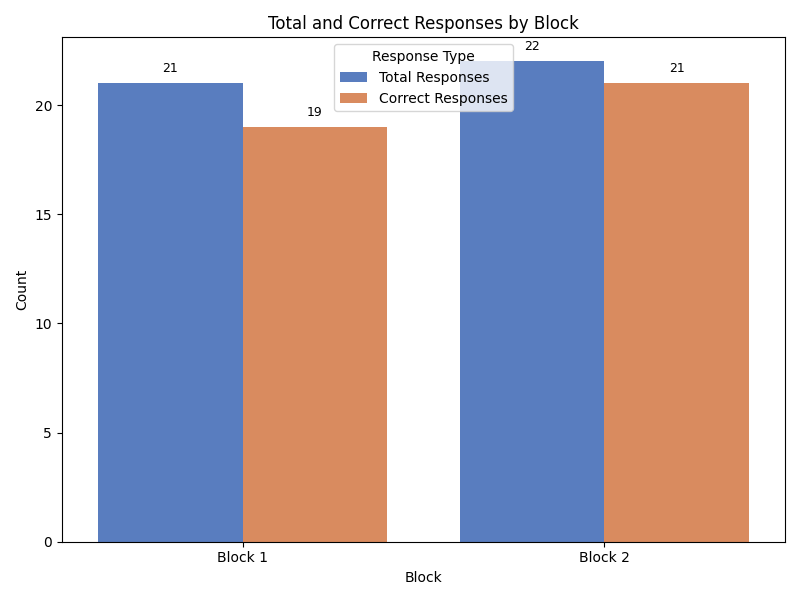 Total and Correct Responses by Block
Response Type
Total Responses
Correct Responses
21
19
22
21
20
15
10
5
0
Count
Block 1
Block 2
Block